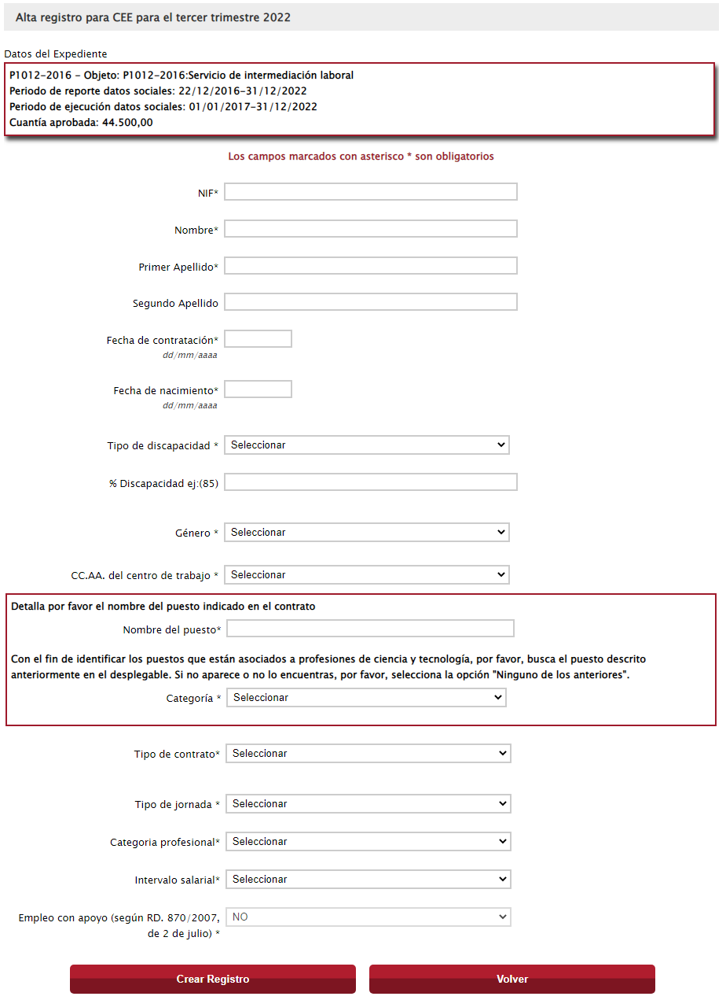 Alta registro para CEE para el tercer trimestre 2022
Datos del Expediente
P1012-2016 - Objeto: P1012-2016:Servicio de intermediación laboral
Periodo de reporte datos sociales: 22/12/2016-31/12/2022
Periodo de ejecución datos sociales: 01/01/2017-31/12/2022
Cuantía aprobada: 44.500,00
Los campos marcados con asterisco * son obligatorios
NIF*
Nombre*
Primer Apellido*
Segundo Apellido
Fecha de contratación*
dd/mm/aaaa
Fecha de nacimiento*
dd/mm/aaaa
Tipo de discapacidad * Seleccionar
% Discapacidad ej:(85)
Género * Seleccionar
CC.AA. del centro de trabajo * Seleccionar
Detalla por favor el nombre del puesto indicado en el contrato
Nombre del puesto*
Con el fin de identificar los puestos que están asociados a profesiones de ciencia y tecnología, por favor, busca el puesto descrito
anteriormente en el desplegable. Si no aparece o no lo encuentras, por favor, selecciona la opción "Ninguno de los anteriores".
Categoría * Seleccionar
Tipo de contrato* Seleccionar
Tipo de jornada * Seleccionar
Categoria profesional* Seleccionar
Intervalo salarial* Seleccionar
Empleo con apoyo (según RD. 870/2007, NO
de 2 de julio) *
Crear Registro Volver